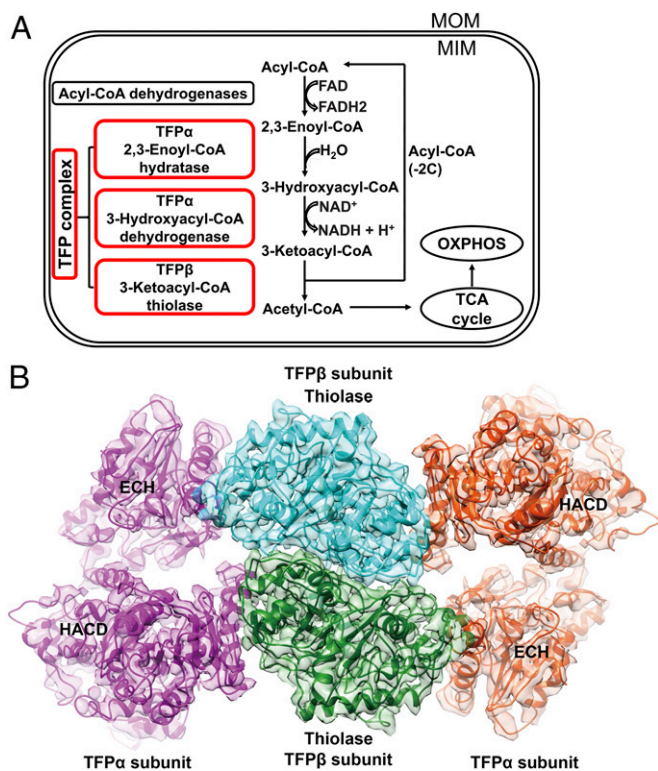 A
MOM
MIM
Acyl-CoA
Acyl-CoA dehydrogenases
FAD
FADH2
2,3-Enoyl-CoA
TFPα
2,3-Enoyl-CoA
hydratase
H₂O
Acyl-CoA
(-2C)
TFP complex
3-Hydroxyacyl-CoA
TFPα
3-Hydroxyacyl-CoA
dehydrogenase
NAD⁺
NADH + H⁺
3-Ketoacyl-CoA
OXPHOS
TFPβ
3-Ketoacyl-CoA
thiolase
Acetyl-CoA
TCA
cycle
B
TFPβ subunit
Thiolase
ECH
HACD
HACD
ECH
Thiolase
TFPα subunit
TFPβ subunit
TFPα subunit